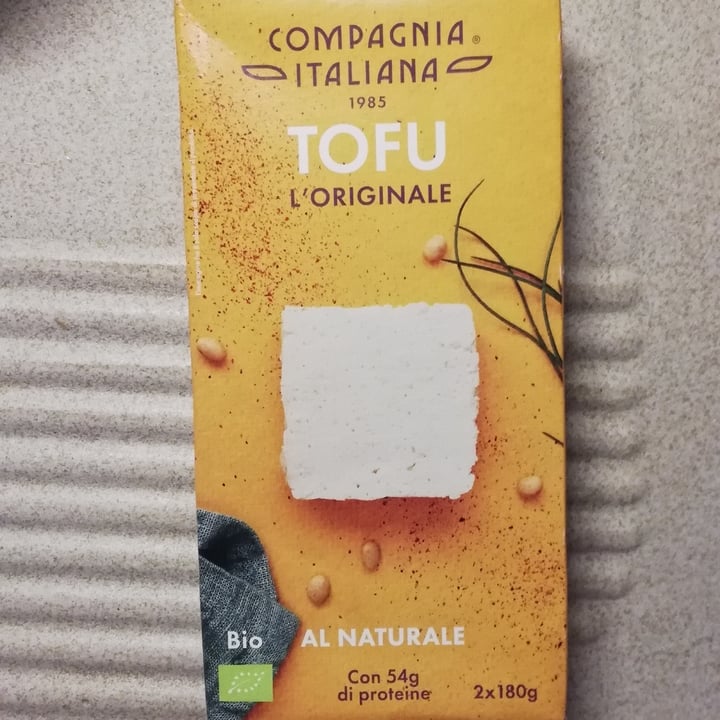 COMPAGNIA
ITALIANA
1985
TOFU
L'ORIGINALE
Bio
AL NATURALE
Con 54g
di proteine
2x180g